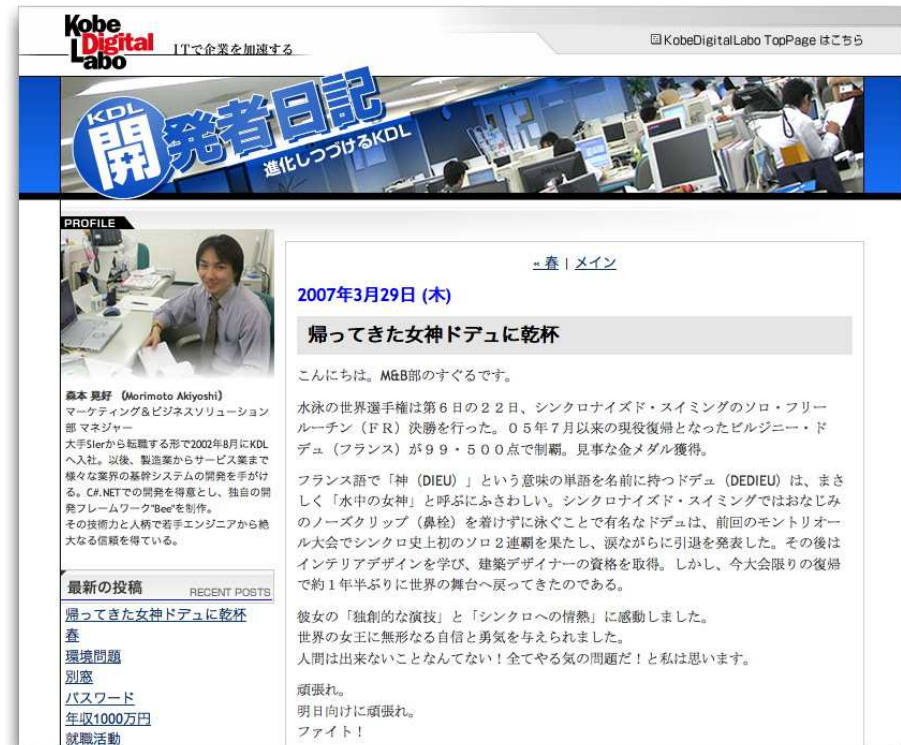 Kobe
Digital
Labo
ITで企業を加速する
KobeDigitalLabo TopPage はこちら
KDL
開発者日記
進化しつづけるKDL
PROFILE
森本 晃好 (Morimoto Akiyoshi)
マーケティング&ビジネスソリューション
部 マネジャー
大手SIerから転職する形で2002年8月にKDL
へ入社。以後、製造業からサービス業まで
様々な業界の基幹システムの開発を手がけ
る。C#.NETでの開発を得意とし、独自の開
発フレームワーク"Bee"を制作。
その技術力と人柄で若手エンジニアから絶
大なる信頼を得ている。
最新の投稿 RECENT POSTS
帰ってきた女神ドデュに乾杯
春
環境問題
別窓
パスワード
年収1000万円
就職活動
« 春 | メイン
2007年3月29日 (木)
帰ってきた女神ドデュに乾杯
こんにちは。M&B部のすぐるです。
水泳の世界選手権は第6日の22日、シンクロナイズド・スイミングのソロ・フリー
ルーチン(FR)決勝を行った。05年7月以来の現役復帰となったビルジニー・ド
デュ(フランス)が99・500点で制覇。見事な金メダル獲得。
フランス語で「神(DIEU)」という意味の単語を名前に持つドデュ(DEDIEU)は、まさ
しく「水中の女神」と呼ぶにふさわしい。シンクロナイズド・スイミングではおなじみ
のノーズクリップ(鼻栓)を着けずに泳ぐことで有名なドデュは、前回のモントリオー
ル大会でシンクロ史上初のソロ2連覇を果たし、涙ながらに引退を発表した。その後は
インテリアデザインを学び、建築デザイナーの資格を取得。しかし、今大会限りの復帰
で約1年半ぶりに世界の舞台へ戻ってきたのである。
彼女の「独創的な演技」と「シンクロへの情熱」に感動しました。
世界の女王に無形なる自信と勇気を与えられました。
人間は出来ないことなんてない!全てやる気の問題だ!と私は思います。
頑張れ。
明日向けに頑張れ。
ファイト!